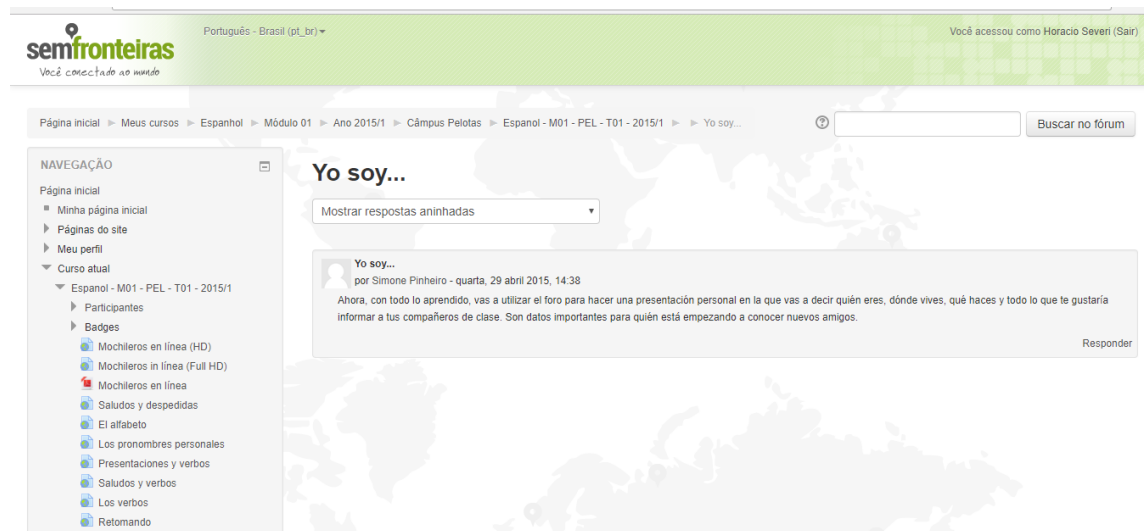 semfronteiras
Você conectado ao mundo
Português - Brasil (pt_br)
Você acessou como Horacio Severi (Sair)
Página inicial Meus cursos Espanhol Módulo 01 Ano 2015/1 Câmpus Pelotas Espanol - M01 - PEL - T01 - 2015/1 Yo soy...
Buscar no fórum
NAVEGAÇÃO
Página inicial
Minha página inicial
Páginas do site
Meu perfil
Curso atual
Espanol - M01 - PEL - T01 - 2015/1
Participantes
Badges
Mochileros en línea (HD)
Mochileros in línea (Full HD)
Mochileros en línea
Saludos y despedidas
El alfabeto
Los pronombres personales
Presentaciones y verbos
Saludos y verbos
Los verbos
Retomando
Yo soy...
Mostrar respostas aninhadas
Yo soy...
por Simone Pinheiro - quarta, 29 abril 2015, 14:38
Ahora, con todo lo aprendido, vas a utilizar el foro para hacer una presentación personal en la que vas a decir quién eres, dónde vives, qué haces y todo lo que te gustaría
informar a tus compañeros de clase. Son datos importantes para quién está empezando a conocer nuevos amigos.
Responder